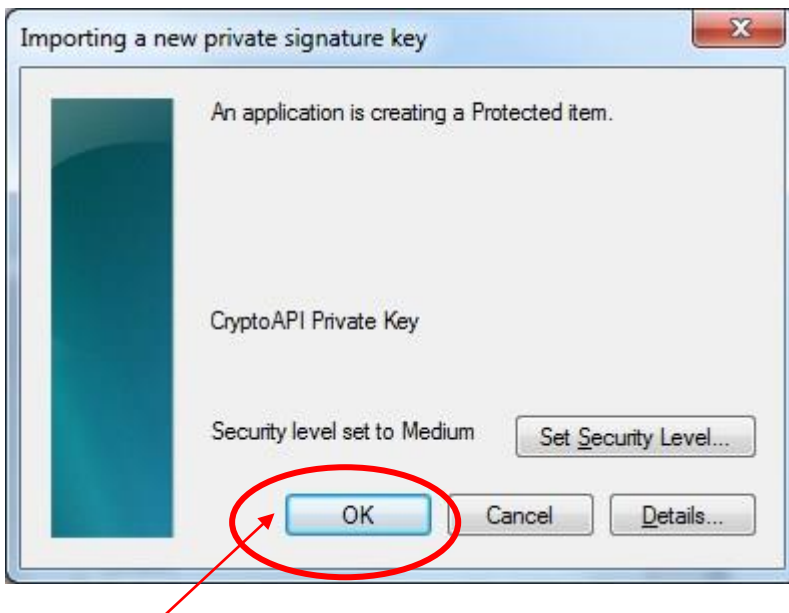 Importing a new private signature key
An application is creating a Protected item.
CryptoAPI Private Key
Security level set to Medium
Set Security Level...
OK
Cancel
Details...